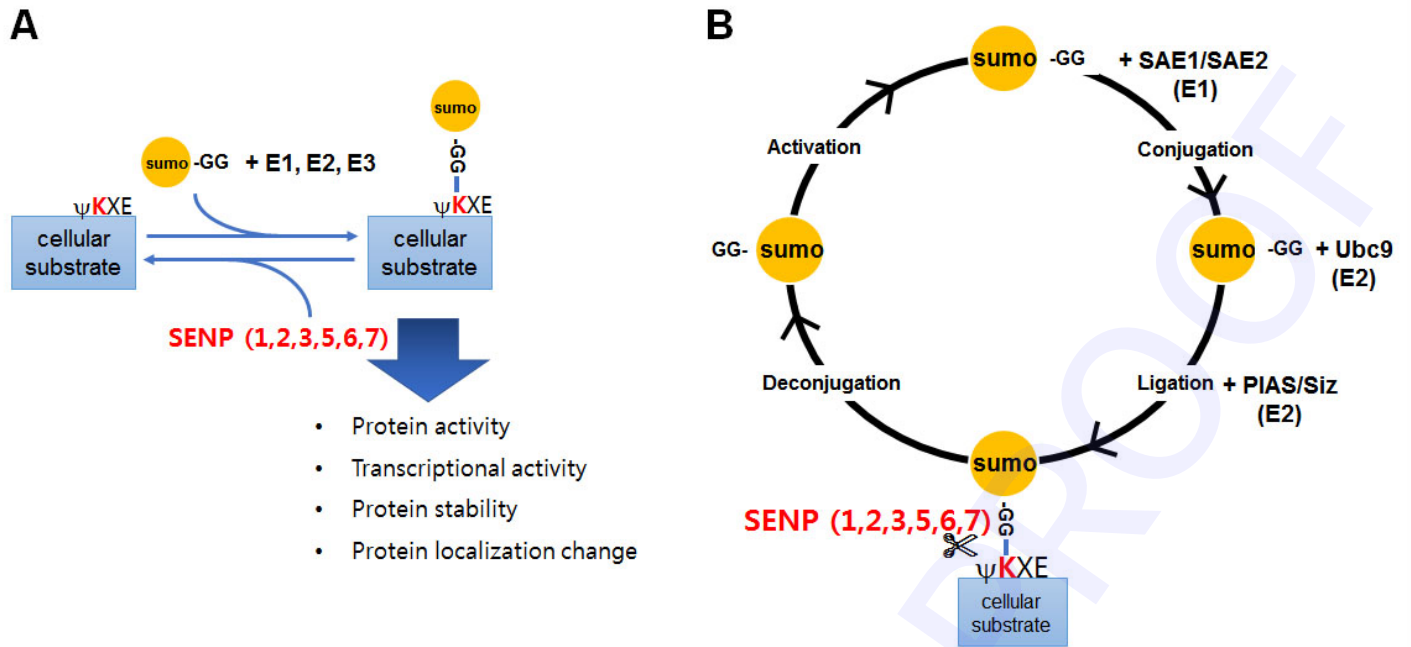 A
sumo
-GG
ψKXE
sumo -GG + E1, E2, E3
ψKXE
cellular
substrate
cellular
substrate
SENP (1,2,3,5,6,7)
• Protein activity
• Transcriptional activity
• Protein stability
• Protein localization change
B
sumo -GG + SAE1/SAE2
(E1)
Activation
Conjugation
GG- sumo
sumo -GG + Ubc9
(E2)
Deconjugation
Ligation + PIAS/Siz
(E2)
sumo
-GG
SENP (1,2,3,5,6,7)
ψKXE
cellular
substrate
PROOF